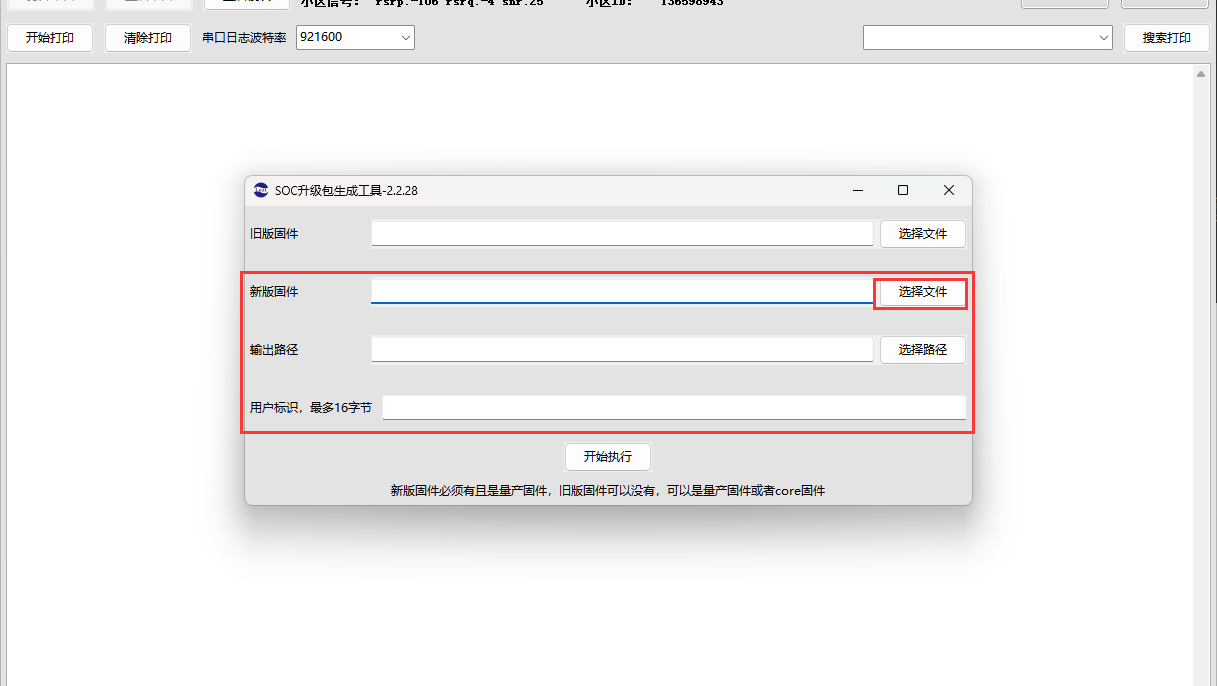 小区信号: rsrp:-106 rsrq:-4 snr:25 小区ID: 136598943
开始打印 清除打印 串口日志波特率 921600 搜索打印
SOC升级包生成工具-2.2.28
旧版固件 选择文件
新版固件 选择文件
输出路径 选择路径
用户标识，最多16字节
开始执行
新版固件必须有且是量产固件，旧版固件可以没有，可以是量产固件或者core固件